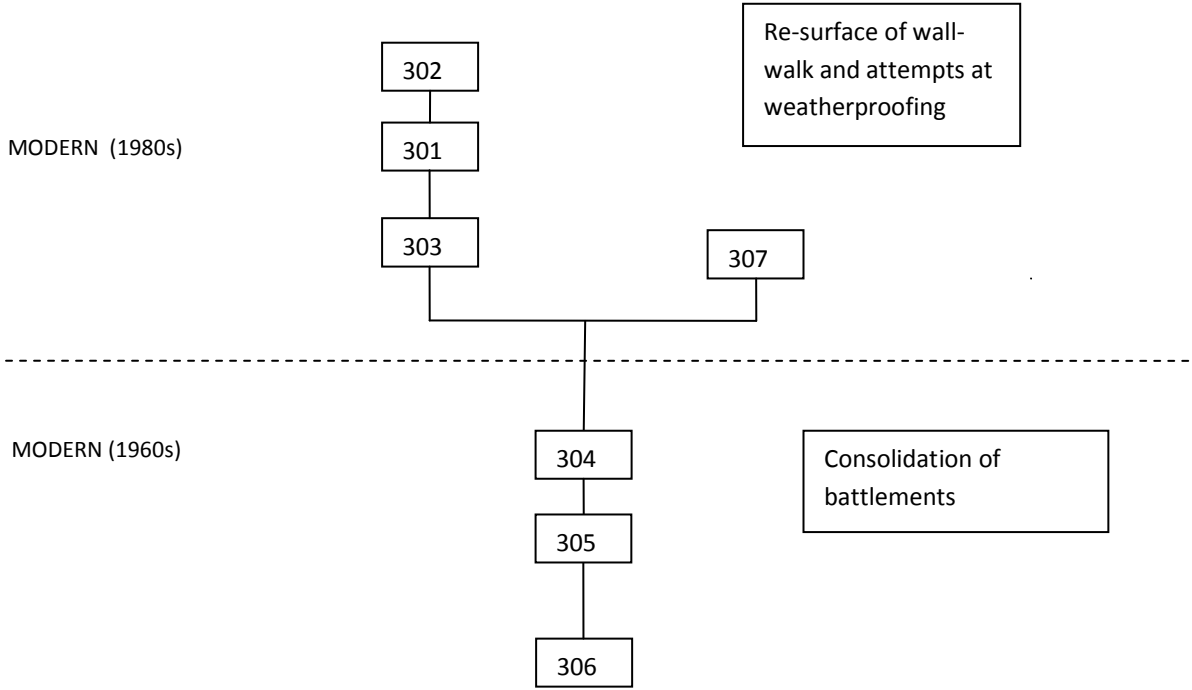 Re-surface of wall-
walk and attempts at
weatherproofing
302
MODERN (1980s)
301
303
307
MODERN (1960s)
304
Consolidation of
battlements
305
306